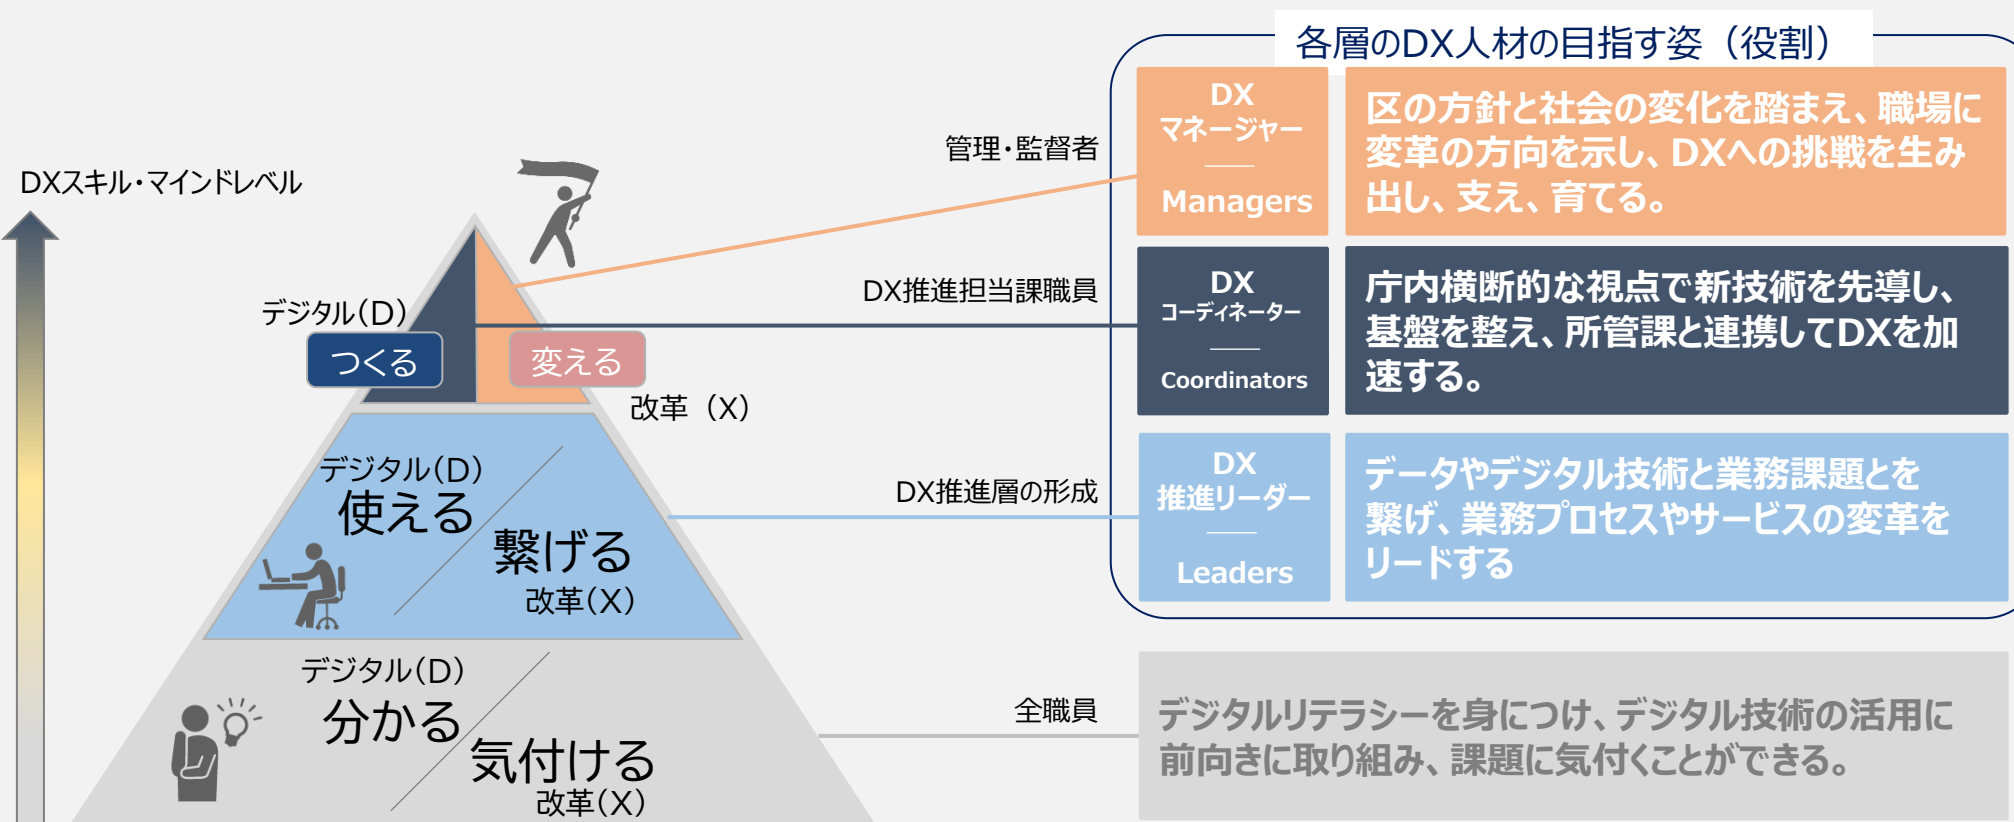 各層のDX人材の目指す姿（役割）
DXスキル・マインドレベル
デジタル(D)
つくる
変える
改革（X）
デジタル(D)
使える
繋げる
改革(X)
デジタル(D)
分かる
気付ける
改革(X)
管理・監督者
DX
マネージャー
Managers
区の方針と社会の変化を踏まえ、職場に
変革の方向を示し、DXへの挑戦を生み
出し、支え、育てる。
DX推進担当課職員
DX
コーディネーター
Coordinators
庁内横断的な視点で新技術を先導し、
基盤を整え、所管課と連携してDXを加
速する。
DX推進層の形成
DX
推進リーダー
Leaders
データやデジタル技術と業務課題とを
繋げ、業務プロセスやサービスの変革を
リードする
全職員
デジタルリテラシーを身につけ、デジタル技術の活用に
前向きに取り組み、課題に気付くことができる。